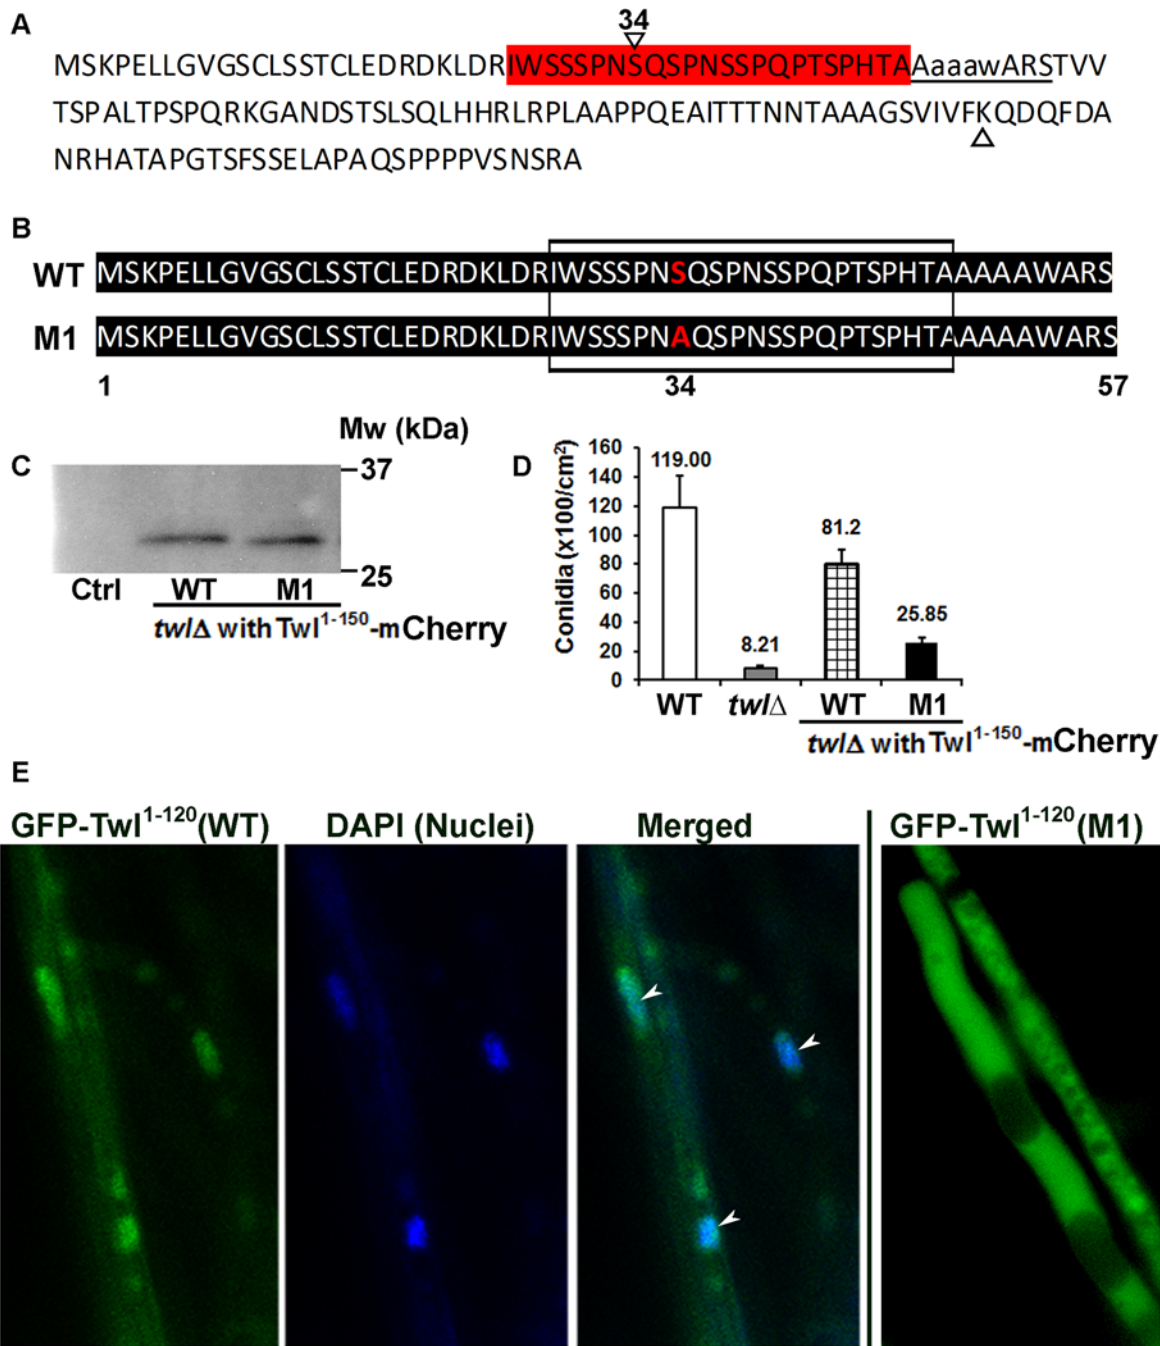 A
34
MSKPELLGVGSCLSSTCLEDRDKLDRIWSSSPNSQSPNSSPQPTSPHTAAaaawARSTVV
TSPALTPSPQRKGANDSTSLSQLHHRLRPLAAPPQEAITTTNNTAAAGSVIVFKQDQFDA
NRHATAPGTSFSSELAPAQSPPPPVSNSRA
B
WT MSKPELLGVGSCLSSTCLEDRDKLDRIWSSSPNSQSPNSSPQPTSPHTAAAAAWARS
M1 MSKPELLGVGSCLSSTCLEDRDKLDRIWSSSPNAQSPNSSPQPTSPHTAAAAAWARS
1 34 57
C
Mw (kDa)
37
25
Ctrl WT M1
twlΔ with Twl1-150-mCherry
D
Conidia (x100/cm²)
160
140
120
100
80
60
40
20
0
119.00
8.21
81.2
25.85
WT twlΔ WT M1
twlΔ with Twl1-150-mCherry
E
GFP-Twl1-120(WT) DAPI (Nuclei) Merged GFP-Twl1-120(M1)